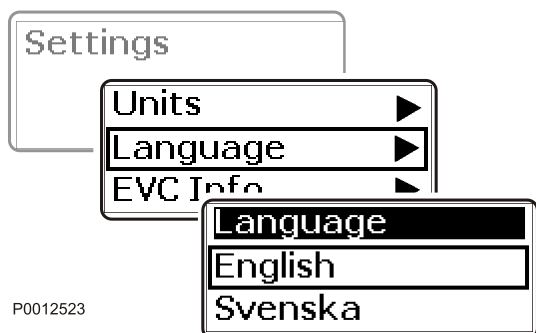 Settings
Units
Language
EVC Info
Language
English
Svenska
P0012523